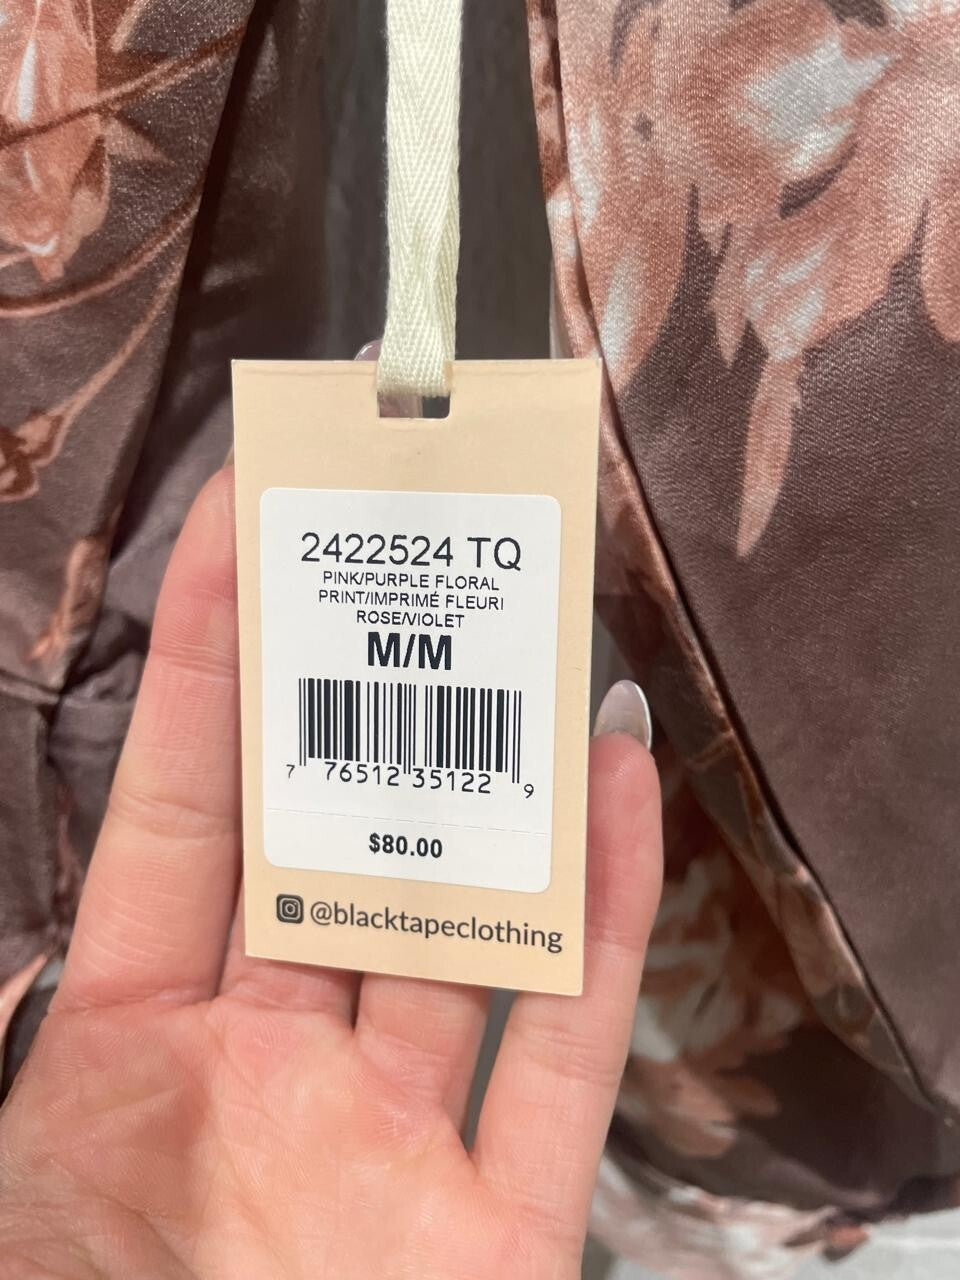 2422524 TQ
PINK/PURPLE FLORAL
PRINT/IMPRIMÉ FLEURI
ROSE/VIOLET
M/M
7 76512 35122 9
$80.00
@blacktapeclothing